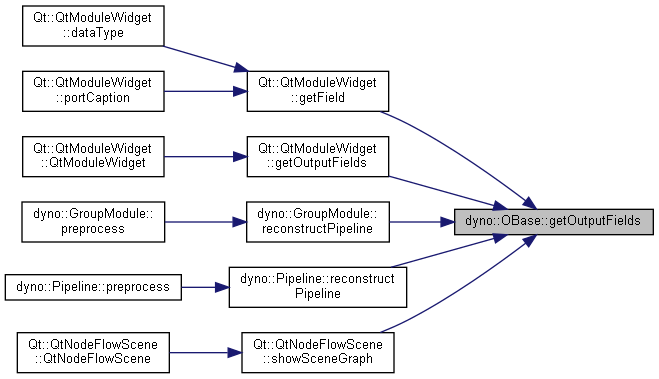 Qt::QtModuleWidget
::dataType
Qt::QtModuleWidget
::portCaption
Qt::QtModuleWidget
::getField
Qt::QtModuleWidget
::QtModuleWidget
Qt::QtModuleWidget
::getOutputFields
dyno::GroupModule::
preprocess
dyno::GroupModule::
reconstructPipeline
dyno::OBase::getOutputFields
dyno::Pipeline::preprocess
dyno::Pipeline::reconstruct
Pipeline
Qt::QtNodeFlowScene
::QtNodeFlowScene
Qt::QtNodeFlowScene
::showSceneGraph